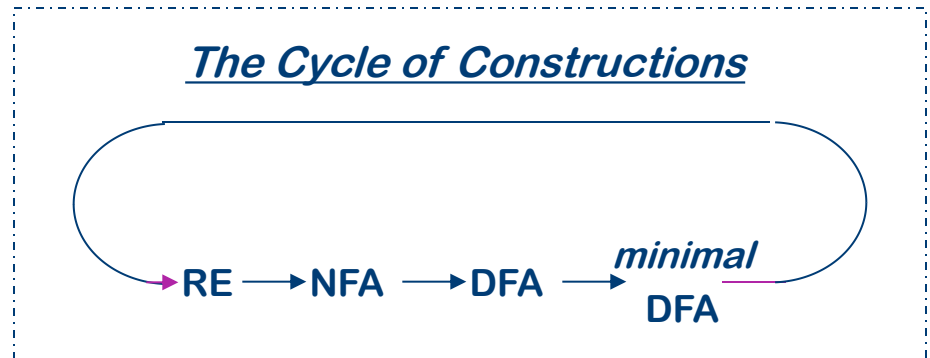 The Cycle of Constructions
RE NFA DFA minimal
DFA